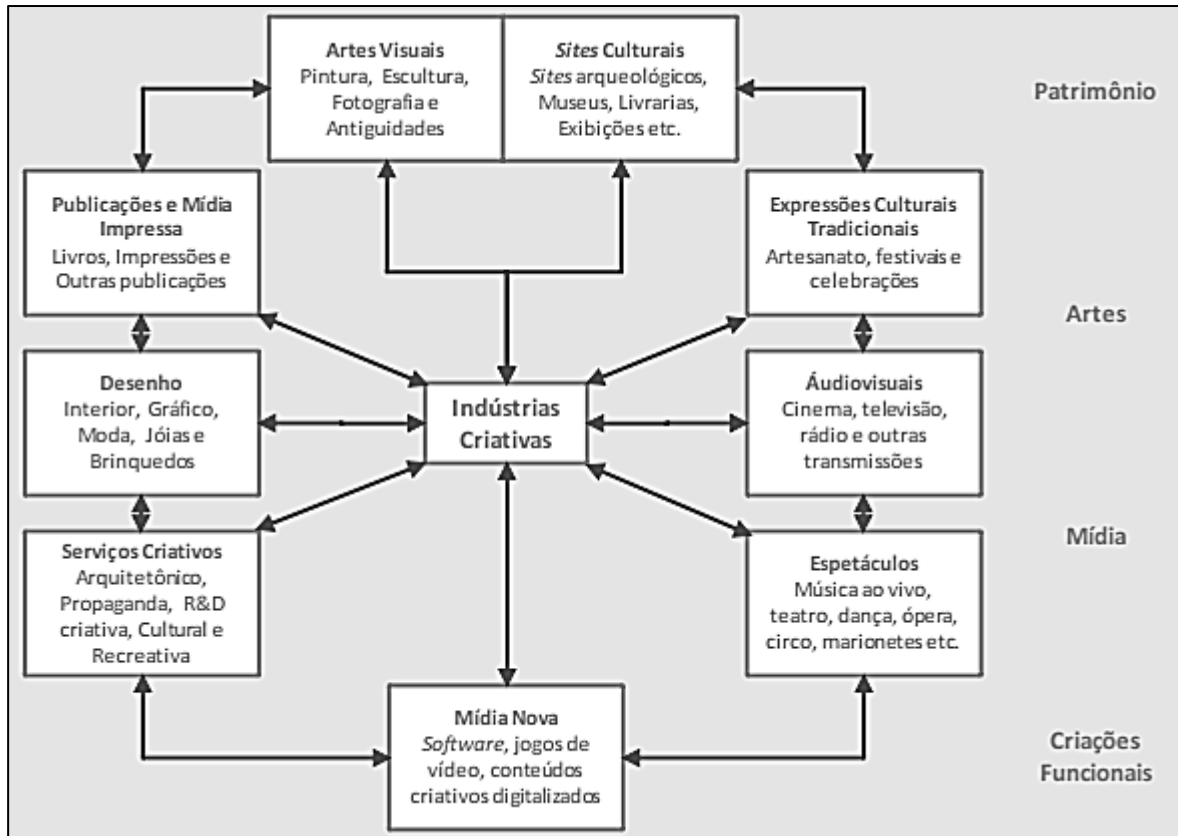 Artes Visuais
Pintura, Escultura,
Fotografia e
Antiguidades
Sites Culturais
Sites arqueológicos,
Museus, Livrarias,
Exibições etc.
Patrimônio
Publicações e Mídia
Impressa
Livros, Impressões e
Outras publicações
Expressões Culturais
Tradicionais
Artesanato, festivais e
celebrações
Artes
Desenho
Interior, Gráfico,
Moda, Jóias e
Brinquedos
Indústrias
Criativas
Áudiovisuais
Cinema, televisão,
rádio e outras
transmissões
Mídia
Serviços Criativos
Arquitetônico,
Propaganda, R&D
criativa, Cultural e
Recreativa
Espetáculos
Música ao vivo,
teatro, dança, ópera,
circo, marionetes etc.
Mídia Nova
Software, jogos de
vídeo, conteúdos
criativos digitalizados
Criações
Funcionais